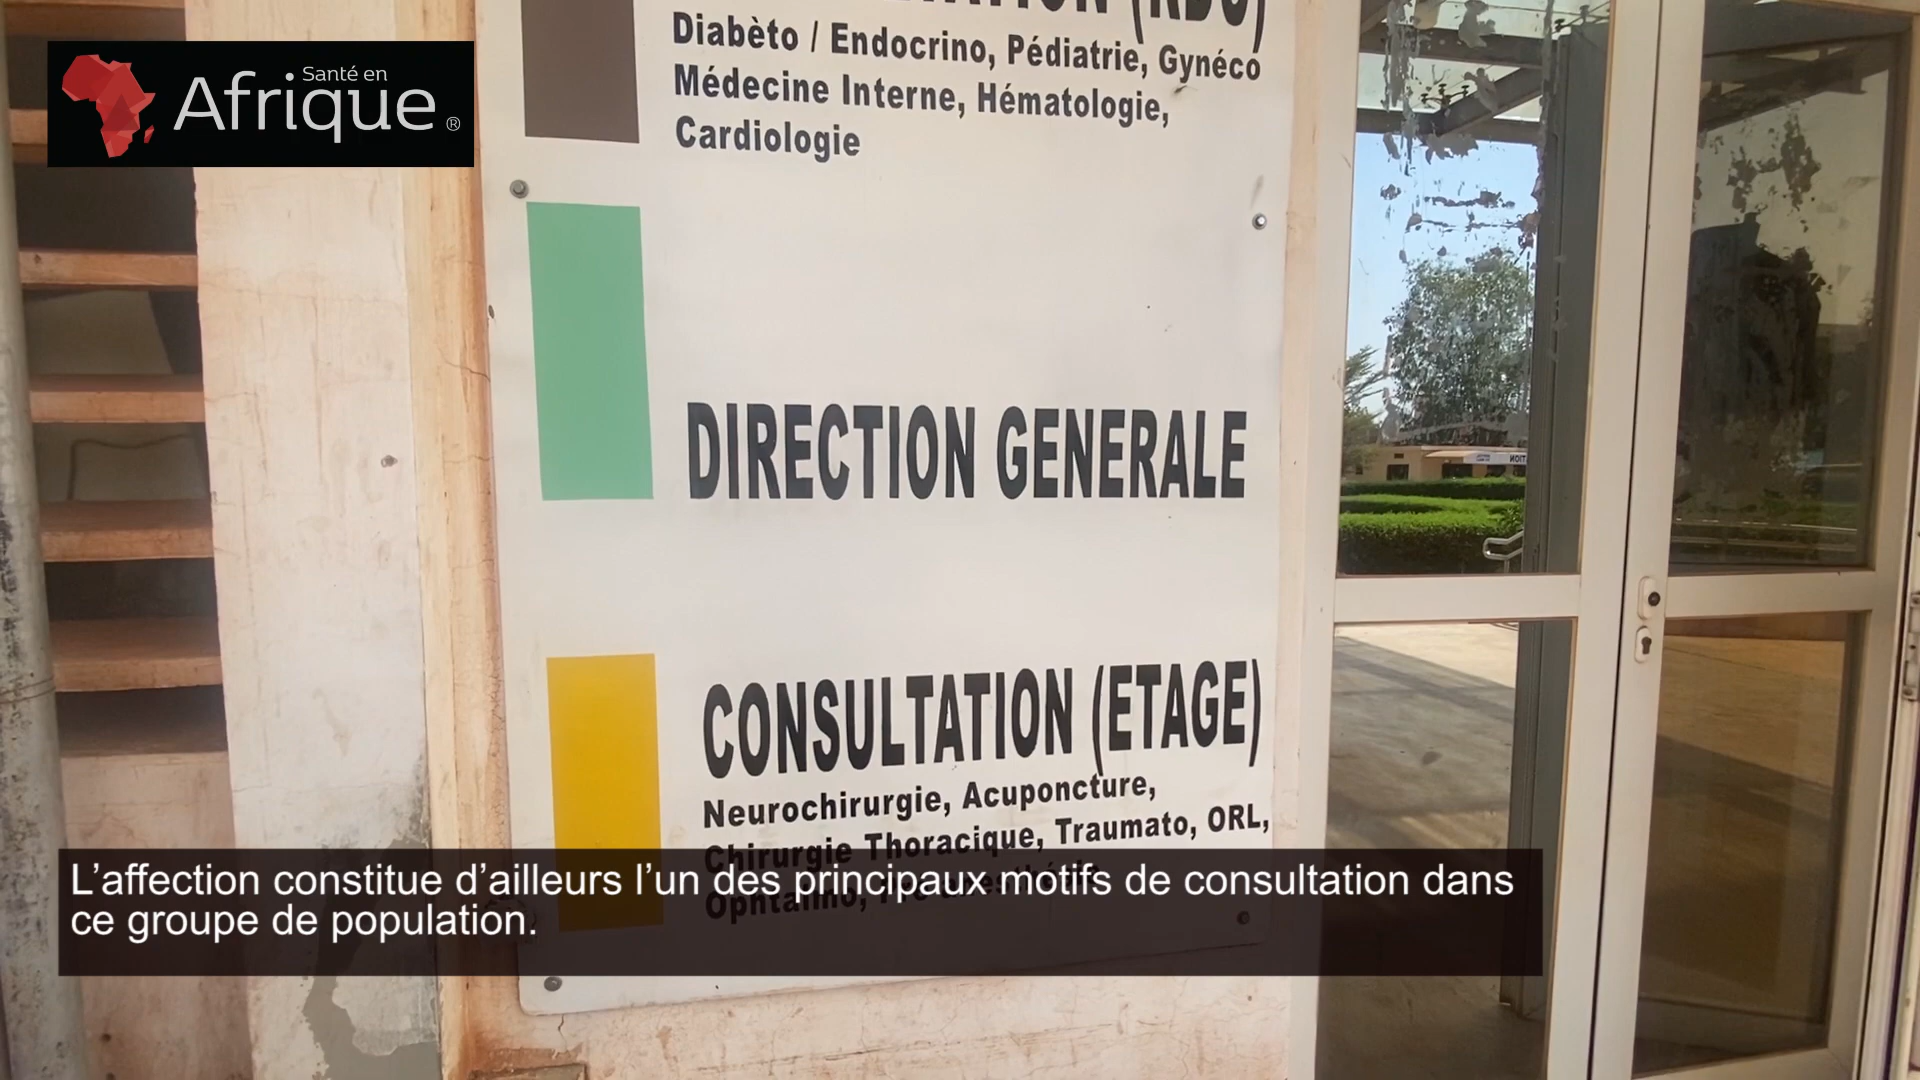 Santé en
Afrique ®
Diabèto / Endocrino, Pédiatrie, Gynéco
Médecine Interne, Hématologie,
Cardiologie
DIRECTION GENERALE
CONSULTATION (ETAGE)
Neurochirurgie, Acuponcture,
Chirurgie Thoracique, Traumato, ORL,
Ophtalmo,
L’affection constitue d’ailleurs l’un des principaux motifs de consultation dans
ce groupe de population.